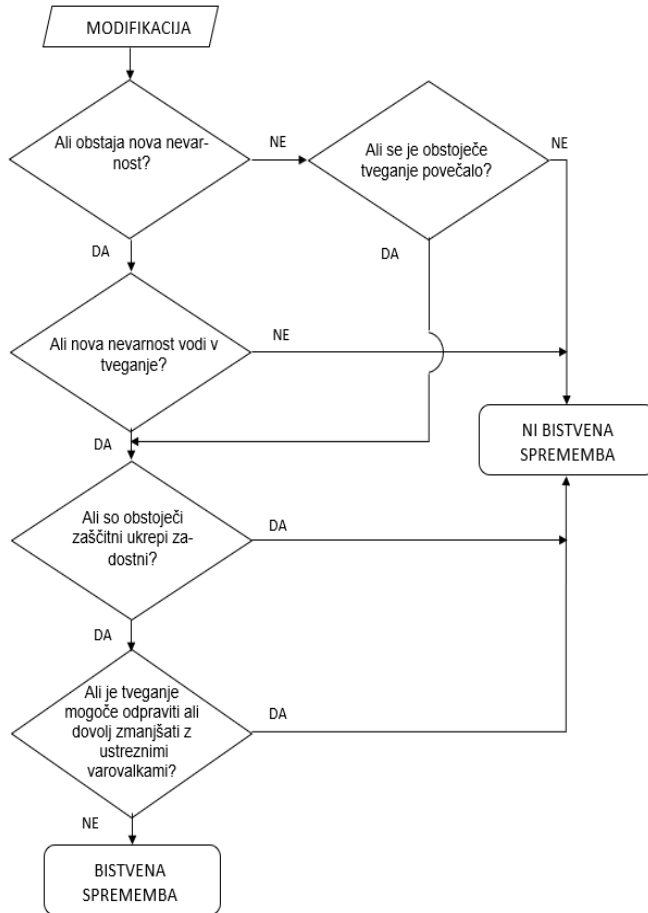 MODIFIKACIJA
Ali obstaja nova nevar-
nost?
NE
Ali se je obstoječe
tveganje povečalo?
NE
DA
DA
Ali nova nevarnost vodi v
tveganje?
NE
NI BISTVENA
SPREMEMBA
DA
Ali so obstoječi
zaščitni ukrepi za-
dostni?
DA
DA
Ali je tveganje
mogoče odpraviti ali
dovolj zmanjšati z
ustreznimi
varovalkami?
DA
NE
BISTVENA
SPREMEMBA